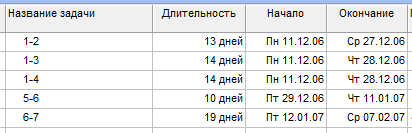 Название задачи Длительность Начало Окончание
1-2 13 дней Пн 11.12.06 Ср 27.12.06
1-3 14 дней Пн 11.12.06 Чт 28.12.06
1-4 14 дней Пн 11.12.06 Чт 28.12.06
5-6 10 дней Пт 29.12.06 Чт 11.01.07
6-7 19 дней Пт 12.01.07 Ср 07.02.07